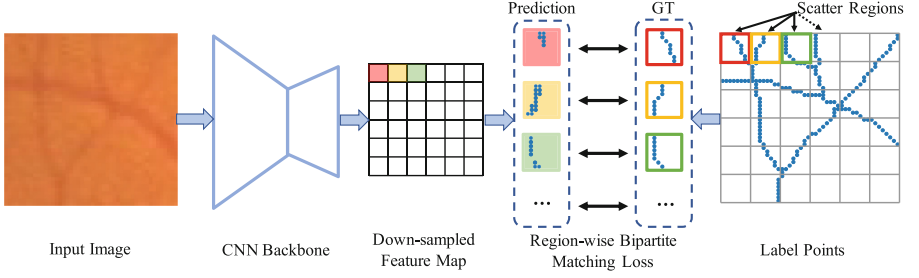 Prediction
GT
Scatter Regions
...
...
Input Image
CNN Backbone
Down-sampled
Feature Map
Region-wise Bipartite
Matching Loss
Label Points